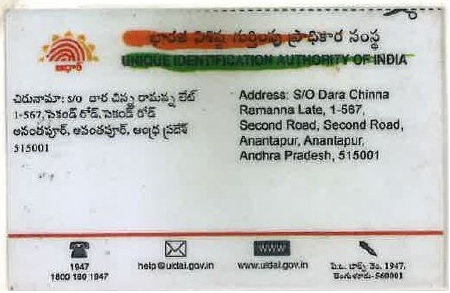 భారత విశిష్ట గుర్తింపు ప్రాధికార సంస్థ
UNIQUE IDENTIFICATION AUTHORITY OF INDIA
ఆధార్
చిరునామా: S/O దారా చిన్న రామన్న లేట్
1-567, సెకండ్ రోడ్, సెకండ్ రోడ్
అనంతపూర్, అనంతపూర్, ఆంధ్ర ప్రదేశ్
515001
Address: S/O Dara Chinna
Ramanna Late, 1-567,
Second Road, Second Road,
Anantapur, Anantapur,
Andhra Pradesh, 515001
1947
1800 180 1947
help@uidai.gov.in
WWW
www.uidai.gov.in
పి.ఒ. బాక్స్ నెం. 1947,
బెంగుళూరు-560001